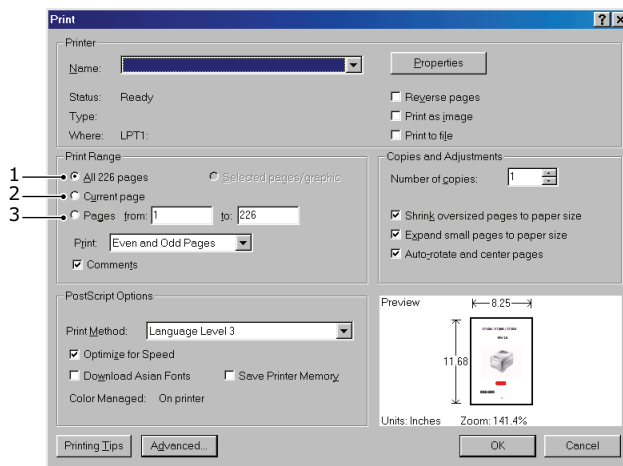 Print
Printer
Name:
Properties
Status: Ready
Type:
Where: LPT1:
Reverse pages
Print as image
Print to file
Print Range
1 All 226 pages
Selected pages/graphic
2 Current page
3 Pages from: 1 to: 226
Print: Even and Odd Pages
Comments
Copies and Adjustments
Number of copies: 1
Shrink oversized pages to paper size
Expand small pages to paper size
Auto-rotate and center pages
PostScript Options
Print Method: Language Level 3
Optimize for Speed
Download Asian Fonts
Save Printer Memory
Color Managed: On printer
Preview
8.25
11.68
Units: Inches Zoom: 141.4%
Printing Tips
Advanced...
OK
Cancel